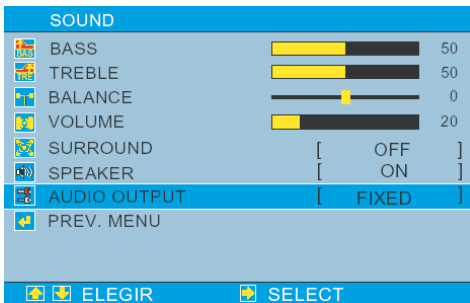 SOUND
BASS 50
TREBLE 50
BALANCE 0
VOLUME 20
SURROUND [ OFF ]
SPEAKER [ ON ]
AUDIO OUTPUT [ FIXED ]
PREV. MENU
ELEGIR SELECT